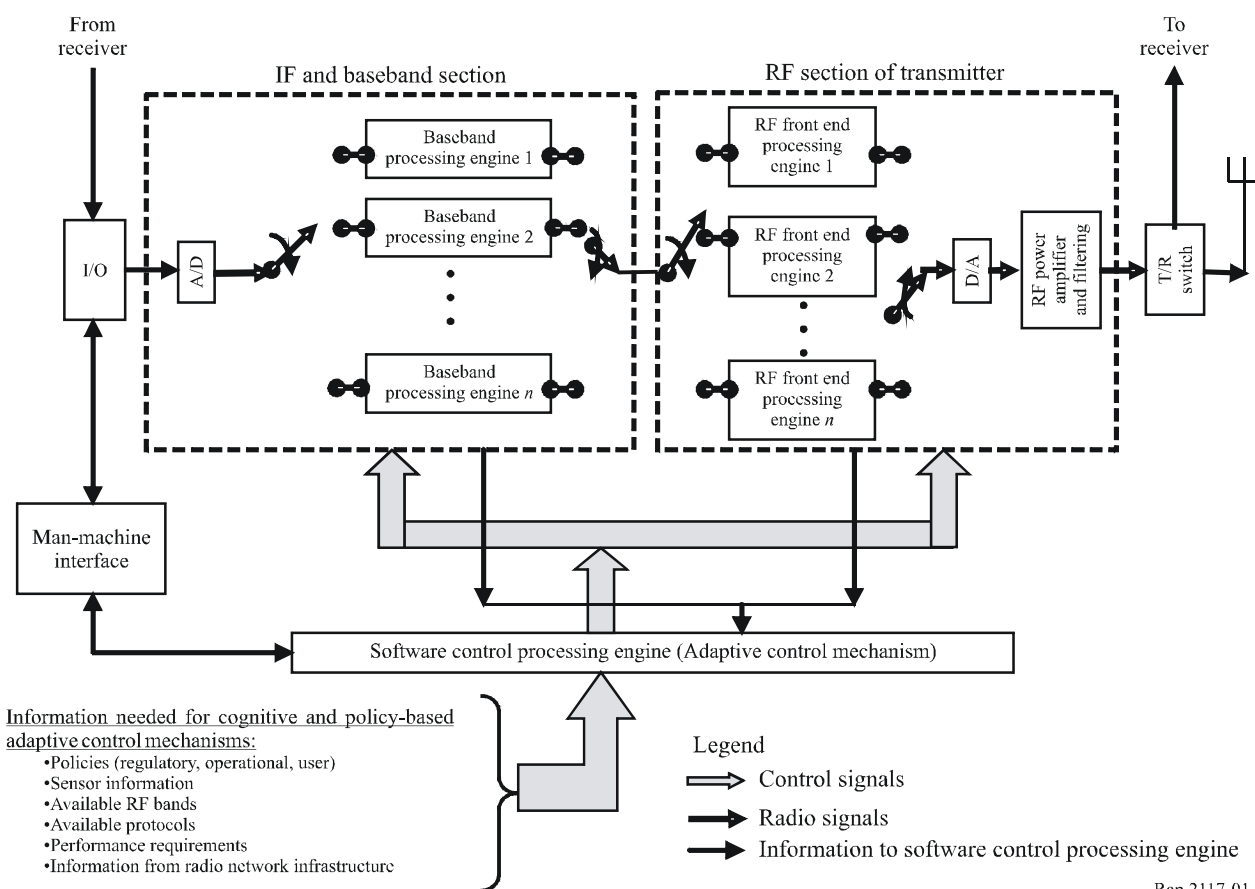 From
receiver
To
receiver
IF and baseband section
RF section of transmitter
Baseband
processing engine 1
RF front end
processing
engine 1
I/O
A/D
Baseband
processing engine 2
RF front end
processing
engine 2
D/A
RF power
amplifier
and filtering
T/R
switch
Baseband
processing engine n
RF front end
processing
engine n
Man-machine
interface
Software control processing engine (Adaptive control mechanism)
Information needed for cognitive and policy-based
adaptive control mechanisms:
•Policies (regulatory, operational, user)
•Sensor information
•Available RF bands
•Available protocols
•Performance requirements
•Information from radio network infrastructure
Legend
Control signals
Radio signals
Information to software control processing engine